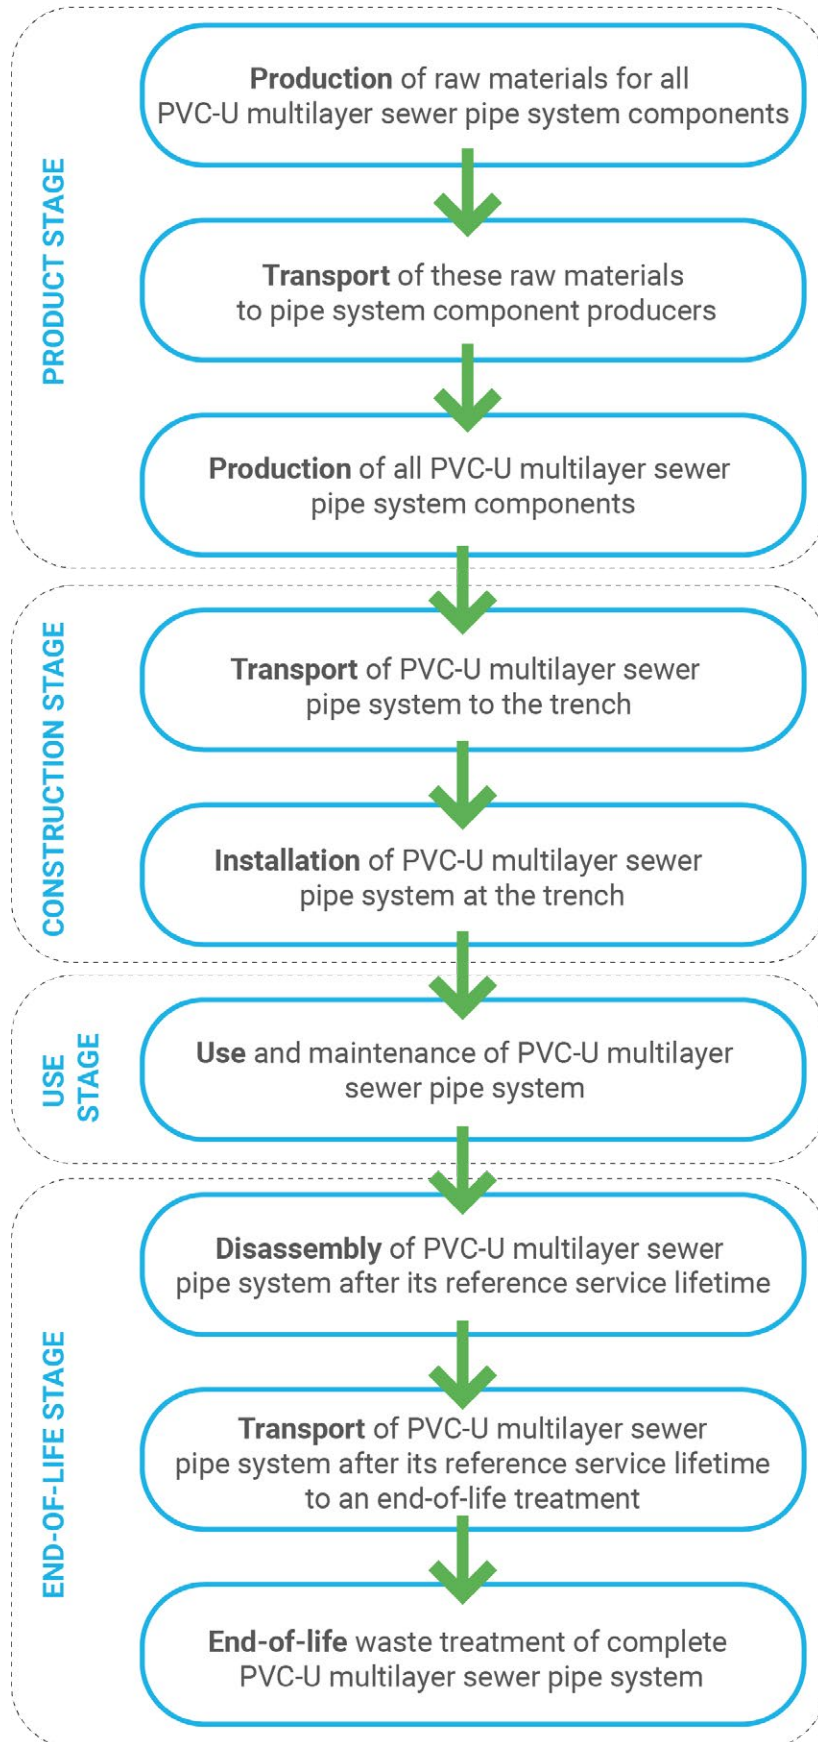 PRODUCT STAGE
Production of raw materials for all
PVC-U multilayer sewer pipe system components
Transport of these raw materials
to pipe system component producers
Production of all PVC-U multilayer sewer
pipe system components
CONSTRUCTION STAGE
Transport of PVC-U multilayer sewer
pipe system to the trench
Installation of PVC-U multilayer sewer
pipe system at the trench
USE
STAGE
Use and maintenance of PVC-U multilayer
sewer pipe system
END-OF-LIFE STAGE
Disassembly of PVC-U multilayer sewer
pipe system after its reference service lifetime
Transport of PVC-U multilayer sewer
pipe system after its reference service lifetime
to an end-of-life treatment
End-of-life waste treatment of complete
PVC-U multilayer sewer pipe system